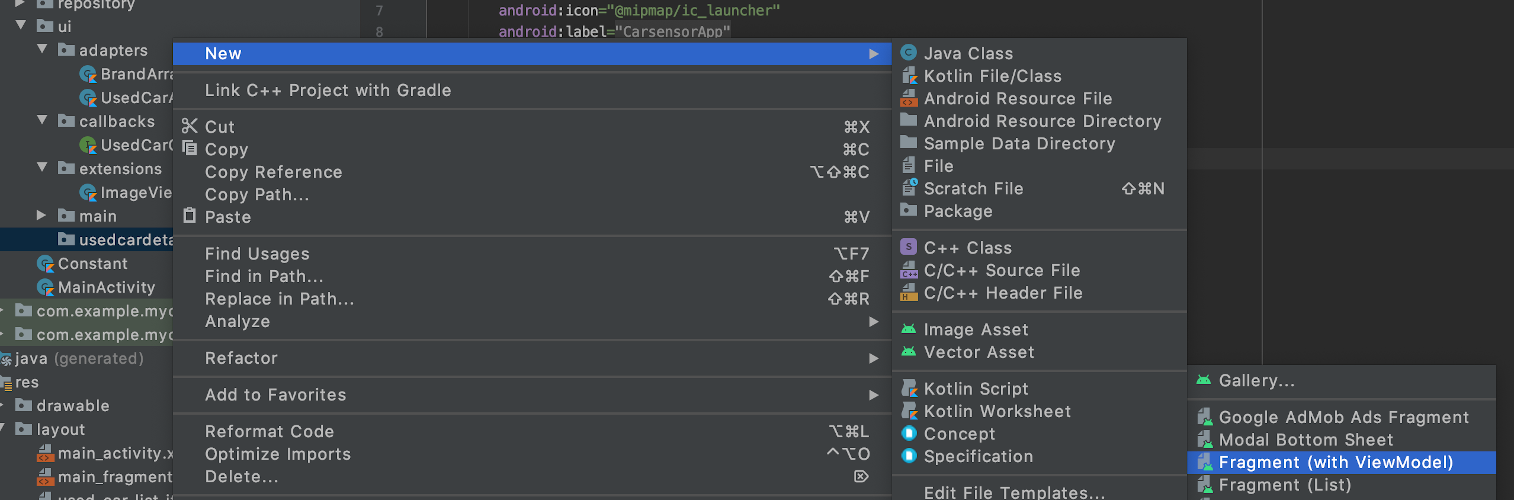 repository
7 android:icon="@mipmap/ic_launcher"
ui
8 android:label="CarsensorApp"
adapters
BrandArra
UsedCarA
callbacks
UsedCarC
extensions
ImageVie
main
usedcardeta
Constant
MainActivity
com.example.myc
com.example.myc
java (generated)
res
drawable
layout
main_activity.x
main_fragment
New
Link C++ Project with Gradle
Cut ⌘X
Copy ⌘C
Copy Reference ⌥⇧⌘C
Copy Path...
Paste ⌘V
Find Usages ⌥F7
Find in Path... ⇧⌘F
Replace in Path... ⇧⌘R
Analyze
Refactor
Add to Favorites
Reformat Code ⌥⌘L
Optimize Imports ^⌥O
Delete... ⌦
Java Class
Kotlin File/Class
Android Resource File
Android Resource Directory
Sample Data Directory
File
Scratch File ⇧⌘N
Package
C++ Class
C/C++ Source File
C/C++ Header File
Image Asset
Vector Asset
Kotlin Script
Kotlin Worksheet
Concept
Specification
Edit File Templates...
Gallery...
Google AdMob Ads Fragment
Modal Bottom Sheet
Fragment (with ViewModel)
Fragment (List)